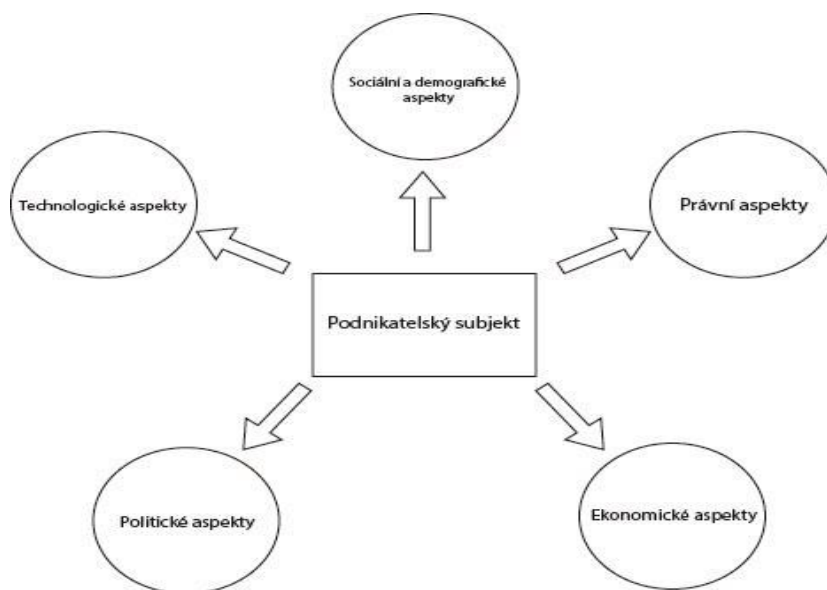 Sociální a demografické
aspekty
Technologické aspekty
Právní aspekty
Podnikatelský subjekt
Politické aspekty
Ekonomické aspekty